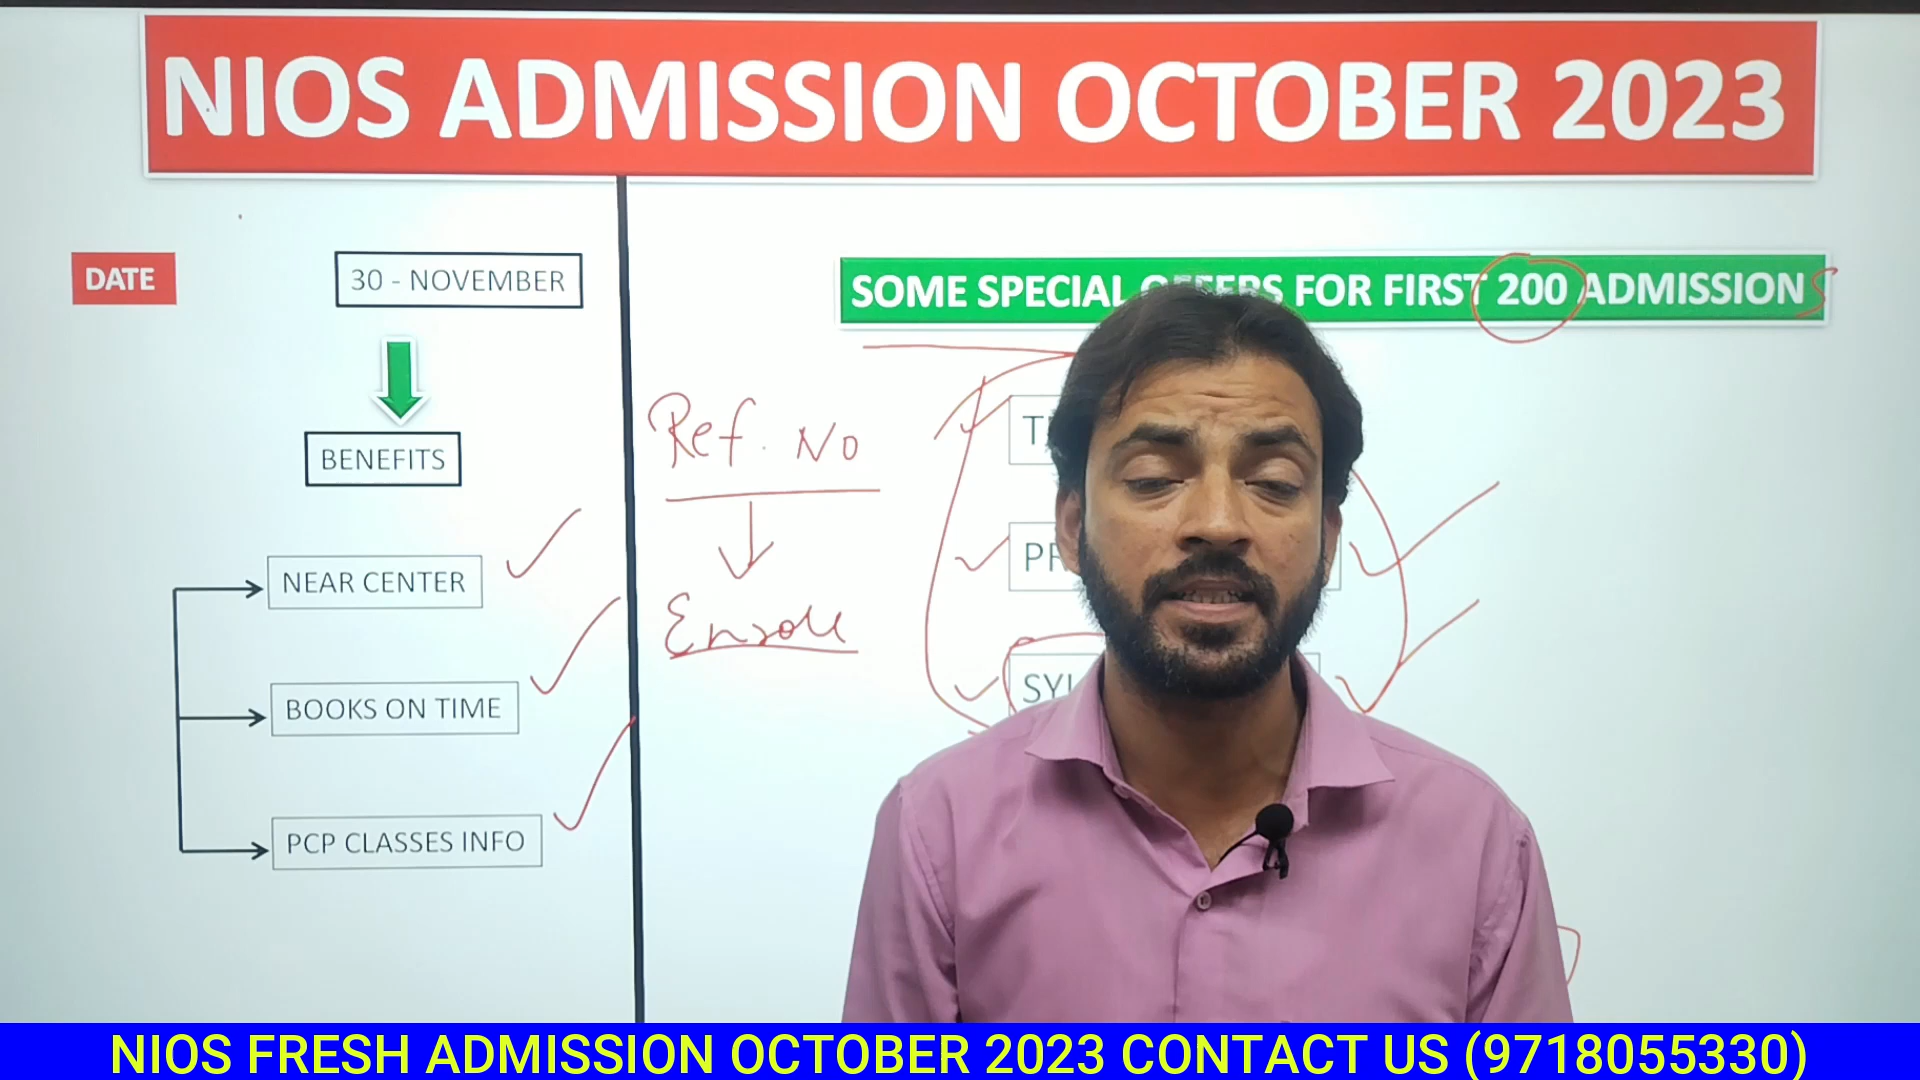 NIOS ADMISSION OCTOBER 2023
DATE
30 - NOVEMBER
BENEFITS
NEAR CENTER
BOOKS ON TIME
PCP CLASSES INFO
Ref. No
Enroll
SOME SPECIAL OFFERS FOR FIRST 200 ADMISSIONS
NIOS FRESH ADMISSION OCTOBER 2023 CONTACT US (9718055330)